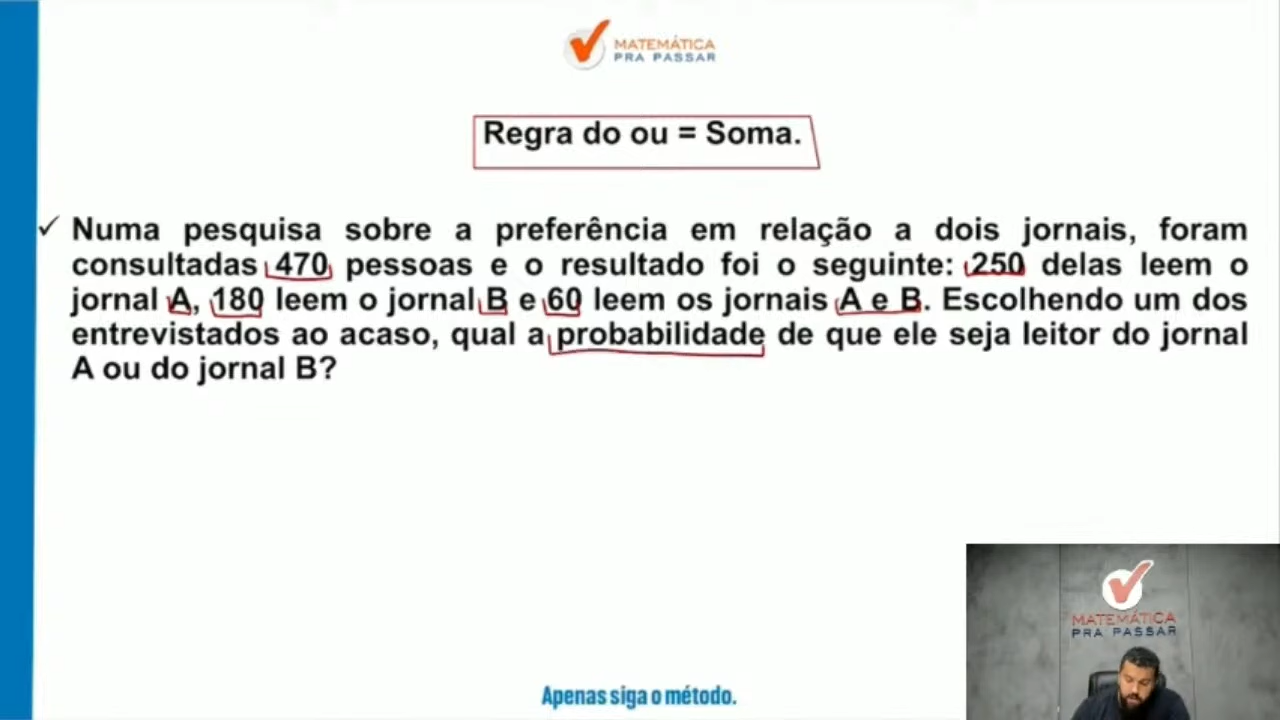 MATEMÁTICA
PRA PASSAR
Regra do ou = Soma.
Numa pesquisa sobre a preferência em relação a dois jornais, foram
consultadas 470 pessoas e o resultado foi o seguinte: 250 delas leem o
jornal A, 180 leem o jornal B e 60 leem os jornais A e B. Escolhendo um dos
entrevistados ao acaso, qual a probabilidade de que ele seja leitor do jornal
A ou do jornal B?
MATEMÁTICA
PRA PASSAR
Apenas siga o método.